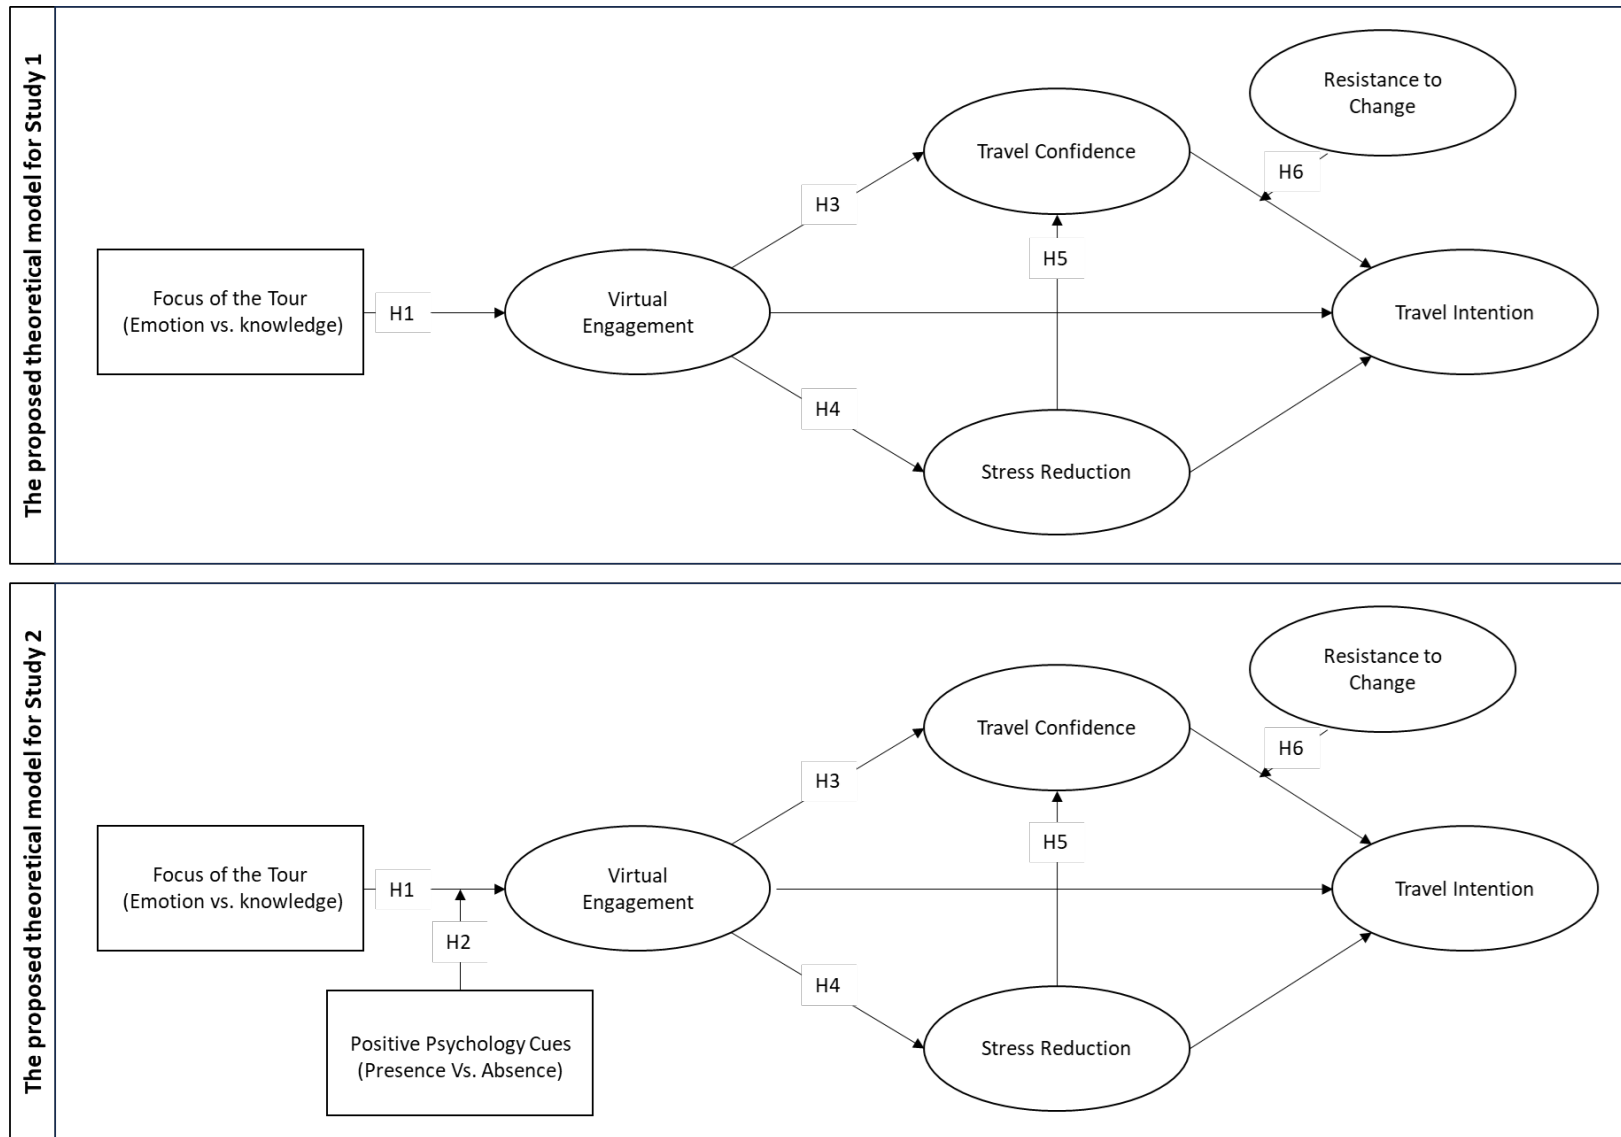 The proposed theoretical model for Study 1
Resistance to
Change
Travel Confidence
H6
H3
H5
Focus of the Tour
(Emotion vs. knowledge)
H1
Virtual
Engagement
Travel Intention
H4
Stress Reduction
The proposed theoretical model for Study 2
Resistance to
Change
Travel Confidence
H6
H3
H5
Focus of the Tour
(Emotion vs. knowledge)
H1
Virtual
Engagement
Travel Intention
H2
H4
Positive Psychology Cues
(Presence Vs. Absence)
Stress Reduction